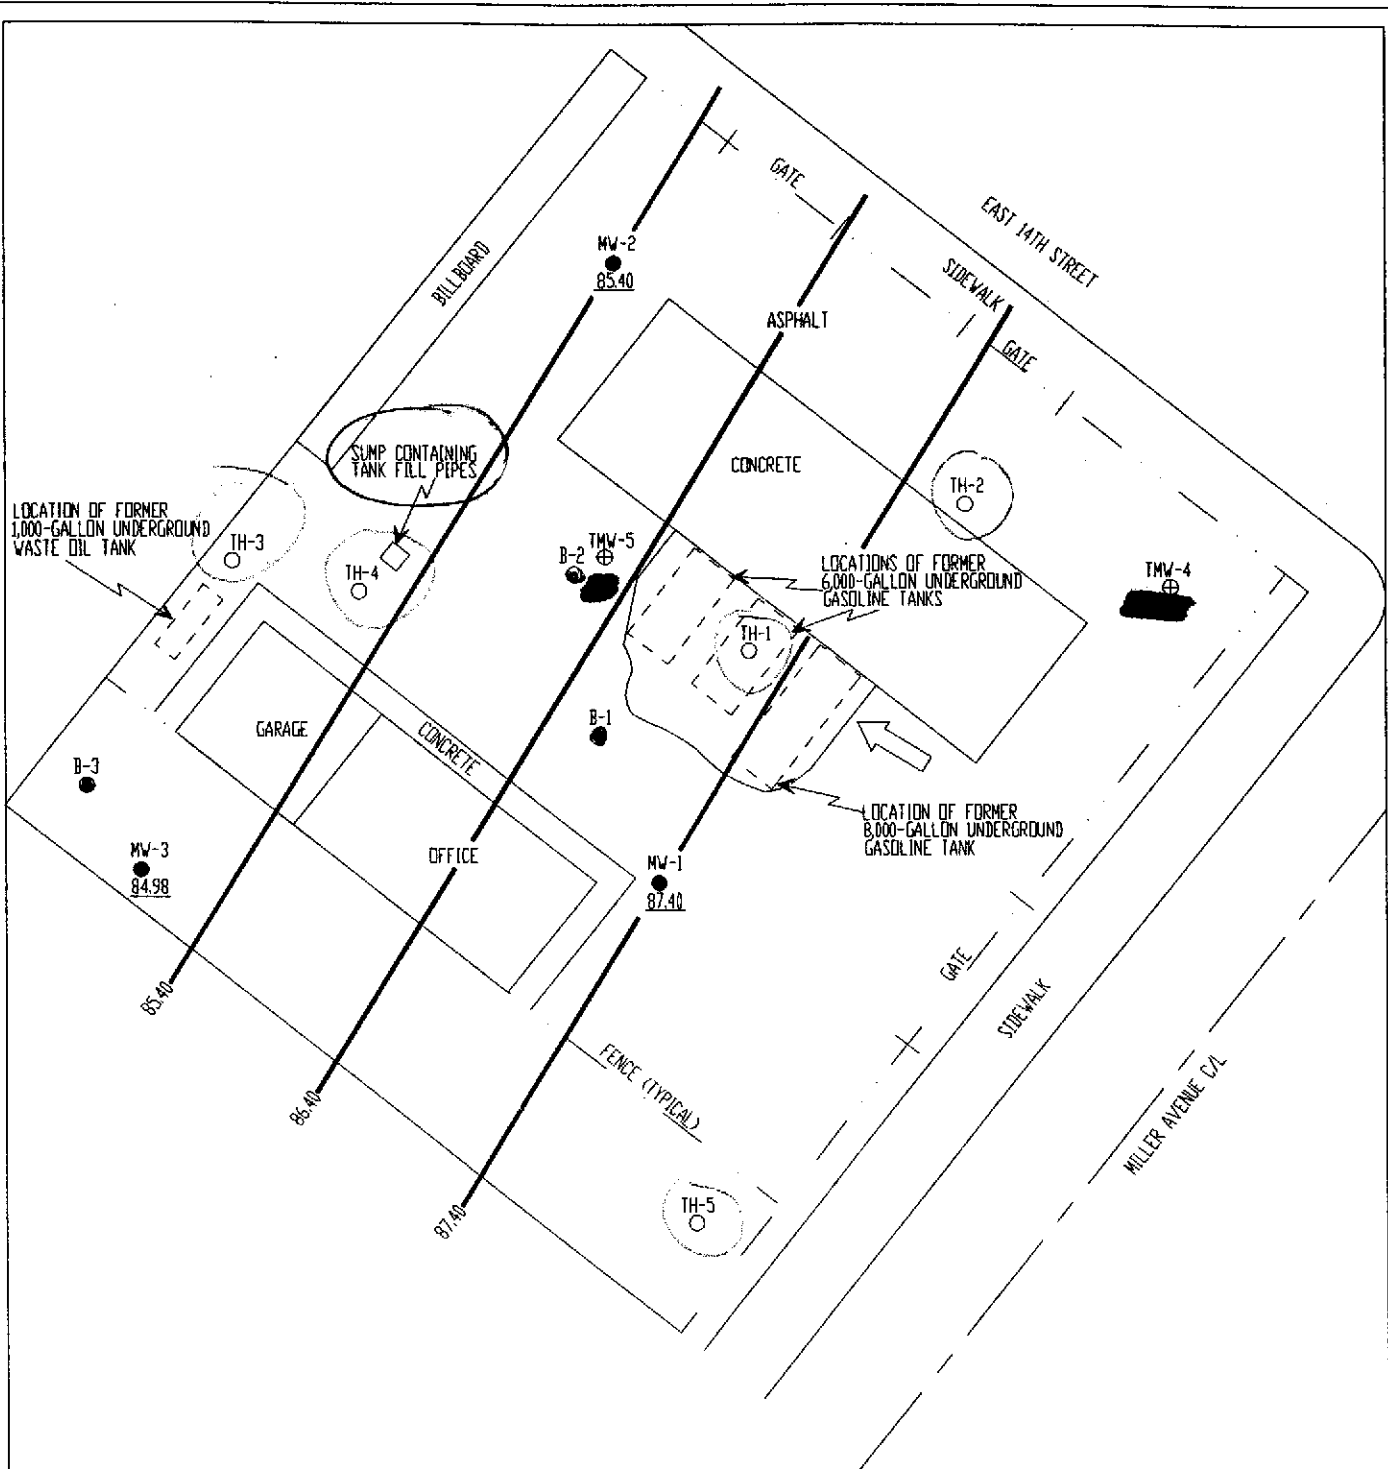 GATE
EAST 14TH STREET
SIDEWALK
MW-2
85.40
BILLBOARD
ASPHALT
GATE
SUMP CONTAINING
TANK FILL PIPES
CONCRETE
TH-2
LOCATION OF FORMER
1,000-GALLON UNDERGROUND
WASTE OIL TANK
TH-3
TH-4
B-2
TMW-5
LOCATIONS OF FORMER
6,000-GALLON UNDERGROUND
GASOLINE TANKS
TMW-4
TH-1
GARAGE
CONCRETE
B-1
B-3
LOCATION OF FORMER
8,000-GALLON UNDERGROUND
GASOLINE TANK
MW-3
84.98
OFFICE
MW-1
87.40
GATE
SIDEWALK
85.40
86.40
87.40
FENCE (TYPICAL)
MILLER AVENUE C/L
TH-5